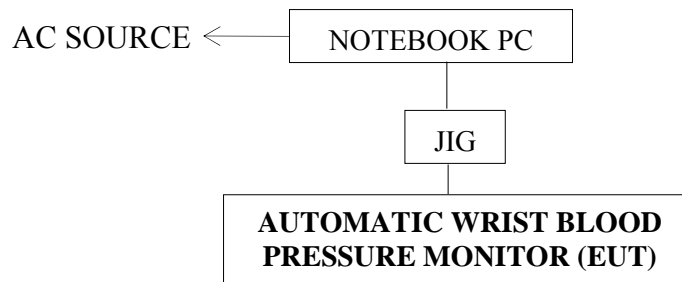 AC SOURCE
NOTEBOOK PC
JIG
AUTOMATIC WRIST BLOOD
PRESSURE MONITOR (EUT)